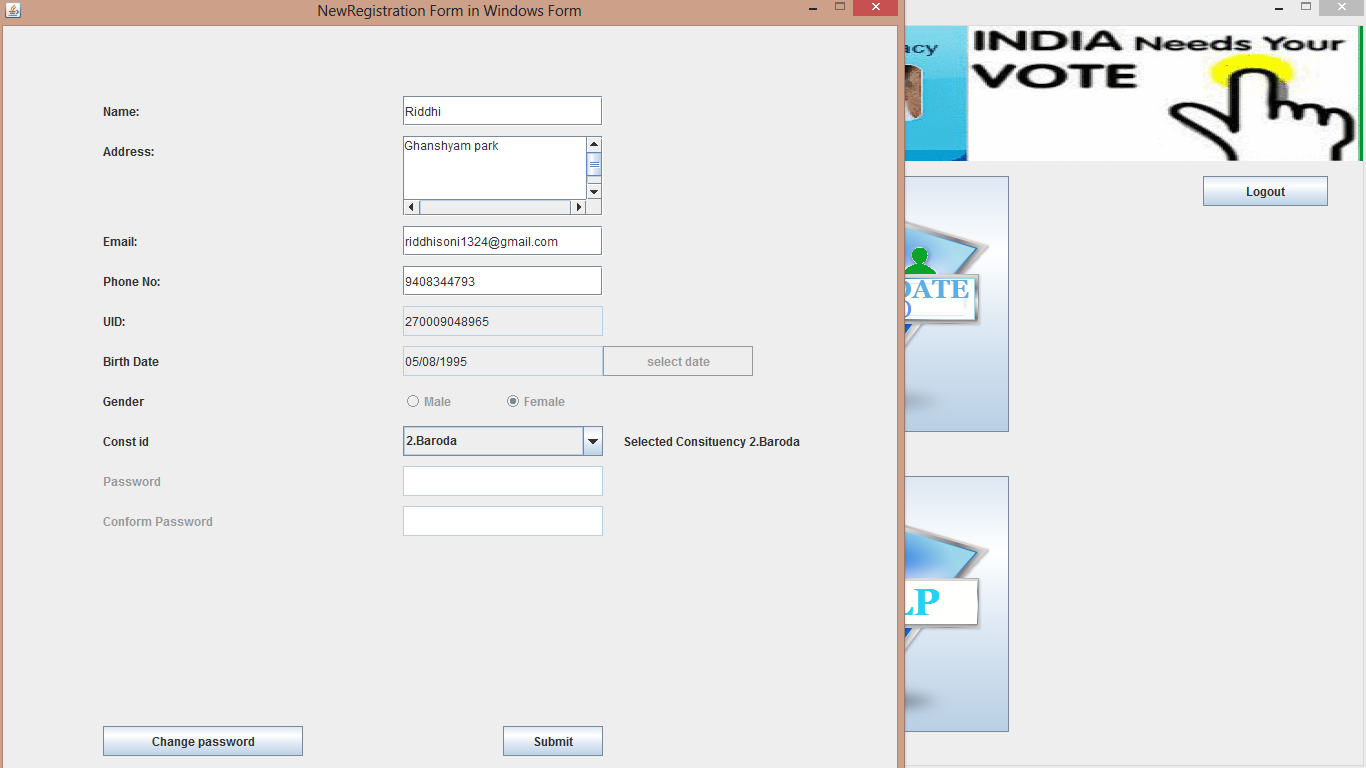 NewRegistration Form in Windows Form
Name:
Riddhi
Address:
Ghanshyam park
Email:
riddhisoni1324@gmail.com
Phone No:
9408344793
UID:
270009048965
Birth Date
05/08/1995
select date
Gender
Male
Female
Const id
2.Baroda
Selected Consituency 2.Baroda
Password
Conform Password
Change password
Submit
acy
INDIA Needs Your
VOTE
Logout
DATE
LP